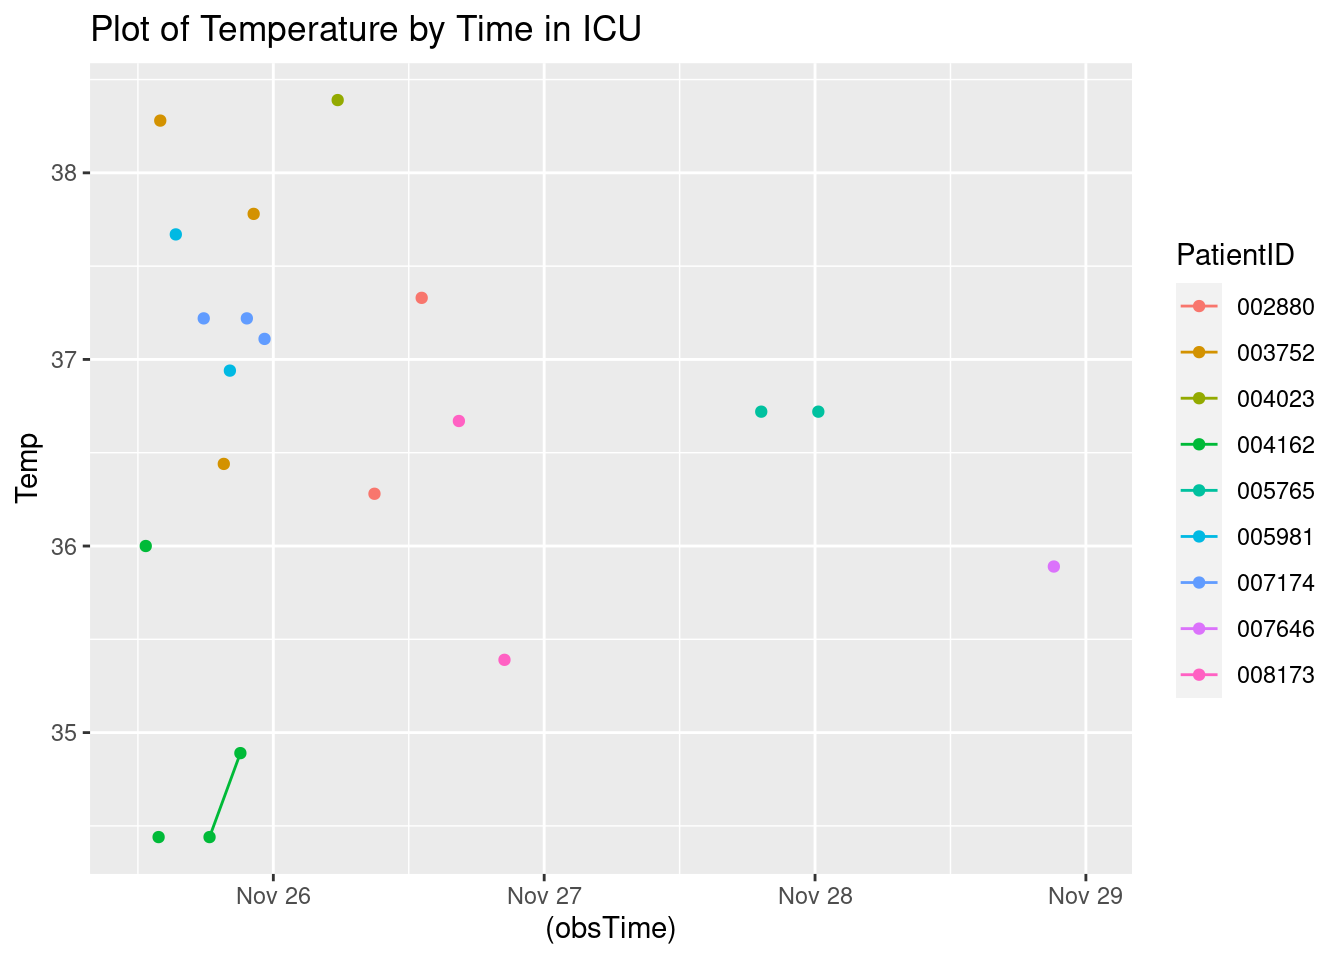 Plot of Temperature by Time in ICU
38
37
36
35
Temp
Nov 26 Nov 27 Nov 28 Nov 29
(obsTime)
PatientID
002880
003752
004023
004162
005765
005981
007174
007646
008173